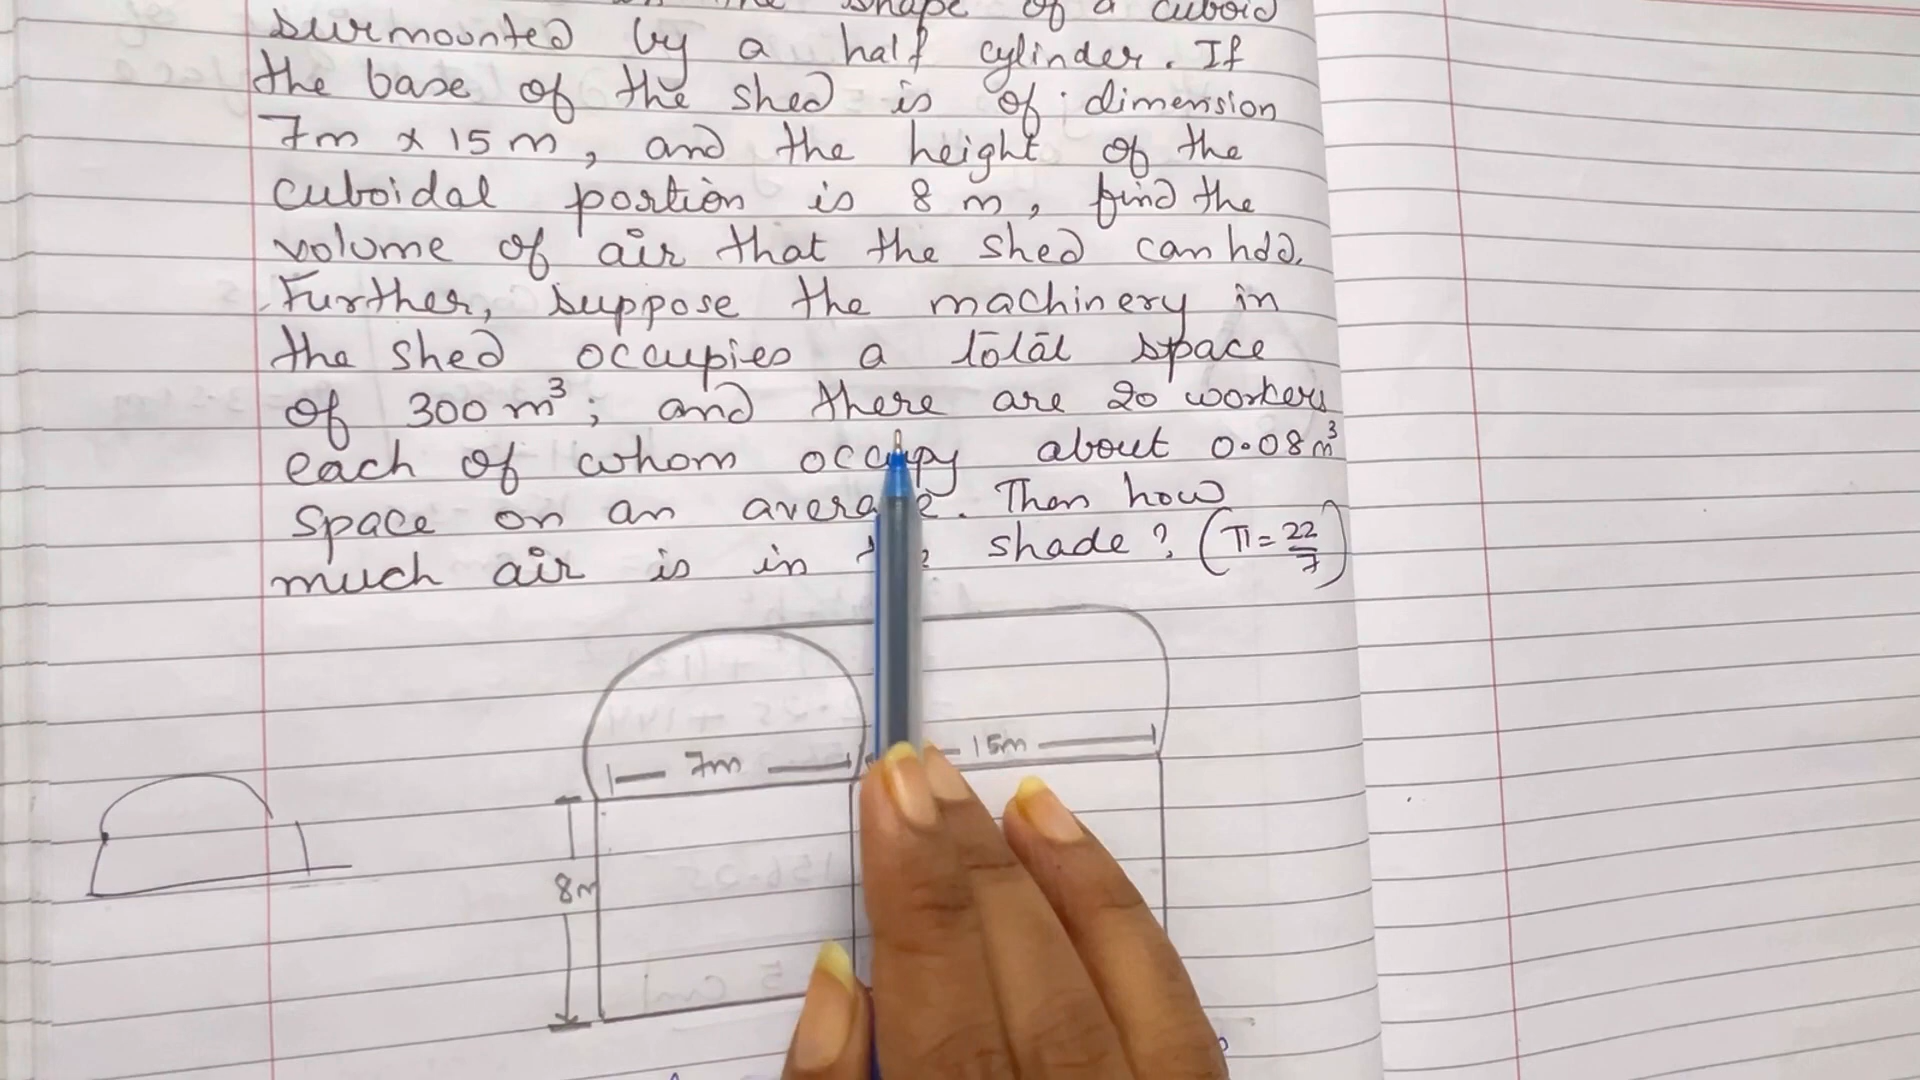 the shape of a cuboid
surmounted by a half cylinder. If
the base of the shed is of dimension
7m x 15 m, and the height of the
cuboidal portion is 8 m, find the
volume of air that the shed can hold.
Further, suppose the machinery in
the shed occupies a total space
of 300 m³; and there are 20 workers
each of whom occupy about 0.08 m³
space on an average. Then how
much air is in shade? (π = 22/7)
7m 15m
8m